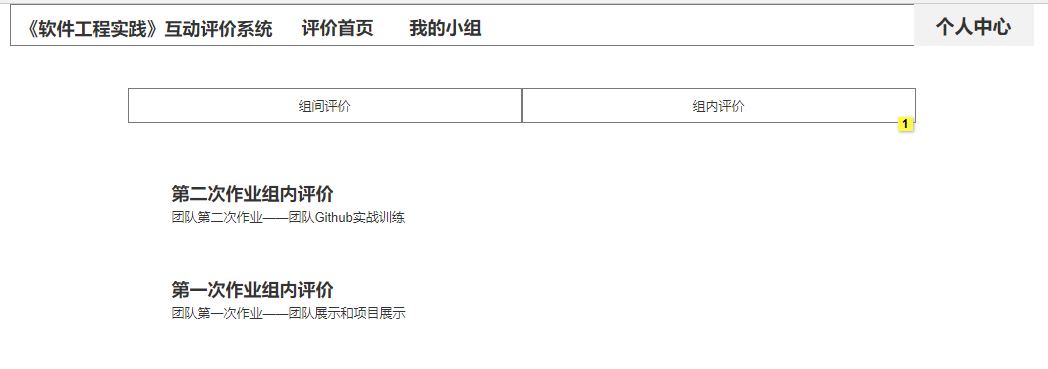 《软件工程实践》互动评价系统 评价首页 我的小组 个人中心
组间评价 组内评价
1
第二次作业组内评价
团队第二次作业——团队Github实战训练
第一次作业组内评价
团队第一次作业——团队展示和项目展示